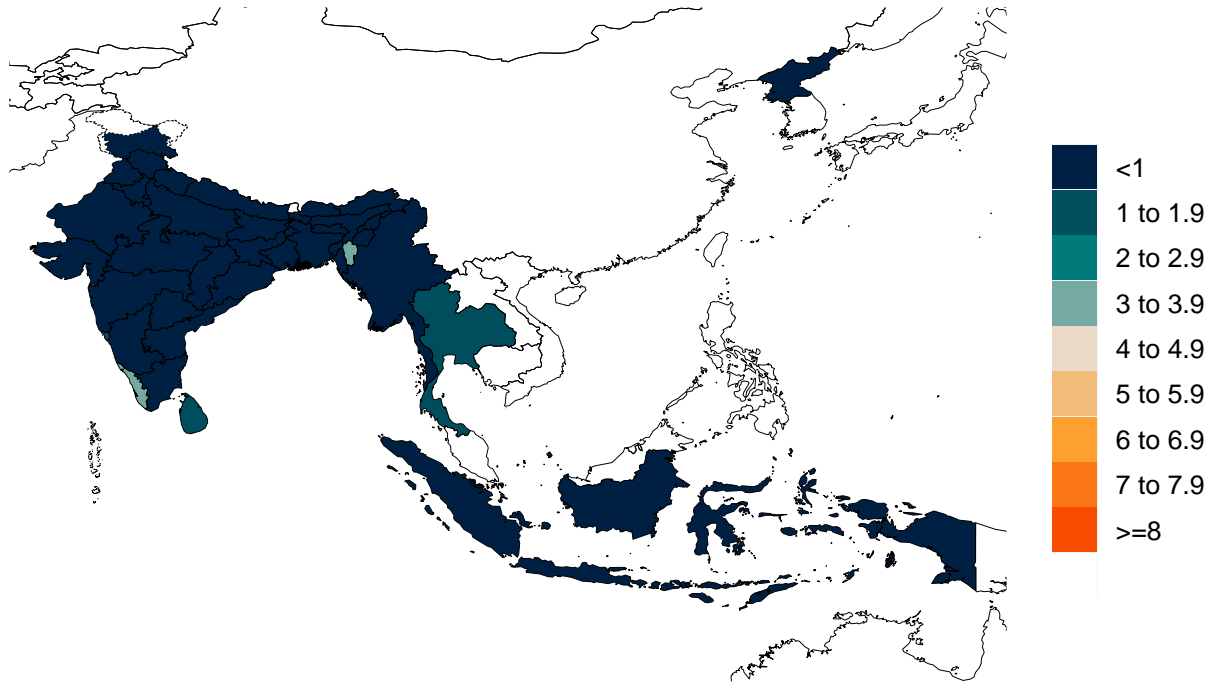 <1
1 to 1.9
2 to 2.9
3 to 3.9
4 to 4.9
5 to 5.9
6 to 6.9
7 to 7.9
>=8